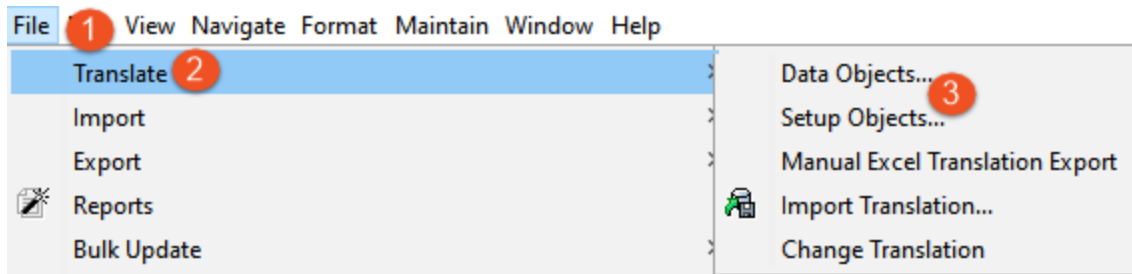 File 1 View Navigate Format Maintain Window Help
Translate 2
Import
Export
Reports
Bulk Update
Data Objects...
3
Setup Objects...
Manual Excel Translation Export
Import Translation...
Change Translation